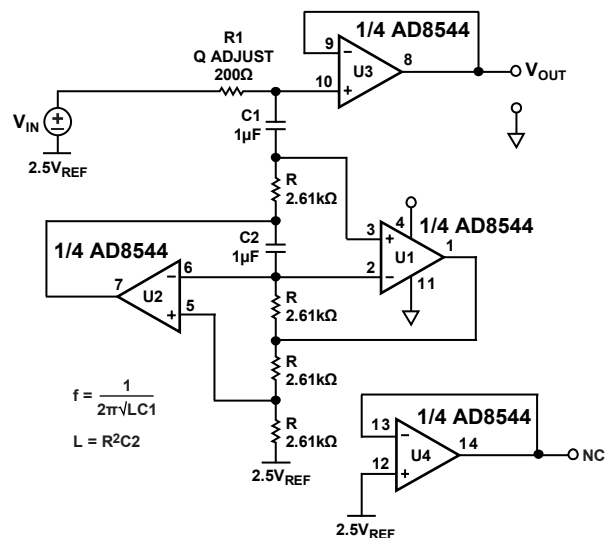 1/4 AD8544
9
8
U3
10
V_OUT
R1
Q ADJUST
200Ω
V_IN
2.5V_REF
C1
1µF
R
2.61kΩ
3
4
1/4 AD8544
1
U1
2
11
1/4 AD8544
C2
1µF
7
6
U2
5
R
2.61kΩ
R
2.61kΩ
R
2.61kΩ
2.5V_REF
f = 1 / 2π√LC1
L = R²C2
13
1/4 AD8544
14
U4
12
NC
2.5V_REF